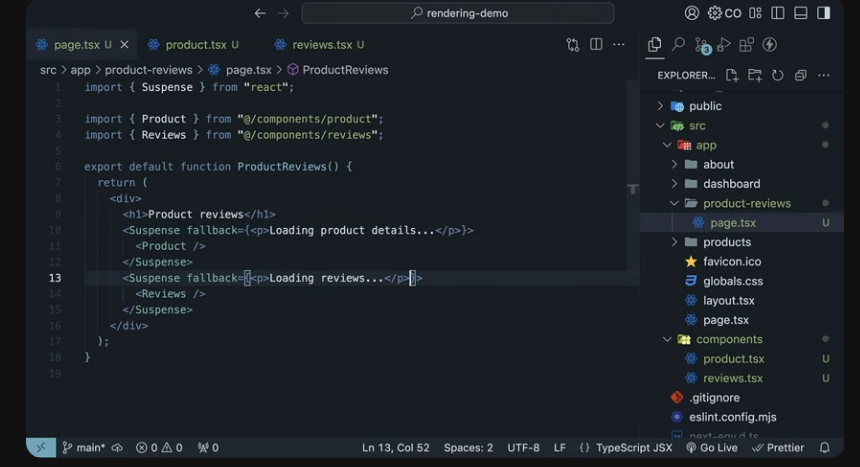 rendering-demo
CO
page.tsx U
product.tsx U
reviews.tsx U
3
src > app > product-reviews > page.tsx > ProductReviews
EXPLORER...
1 import { Suspense } from "react";
2
3 import { Product } from "@/components/product";
4 import { Reviews } from "@/components/reviews";
5
6 export default function ProductReviews() {
7 return (
8 <div>
9 <h1>Product reviews</h1>
10 <Suspense fallback={<p>Loading product details...</p>}>
11 <Product />
12 </Suspense>
13 <Suspense fallback={<p>Loading reviews...</p>}>
14 <Reviews />
15 </Suspense>
16 </div>
17 );
18 }
19
public
src
app
about
dashboard
product-reviews
page.tsx U
products
favicon.ico
globals.css
layout.tsx
page.tsx
components
product.tsx U
reviews.tsx U
.gitignore
eslint.config.mjs
next-env.d.ts
main* 0 0 0 Ln 13, Col 52 Spaces: 2 UTF-8 LF {} TypeScript JSX Go Live Prettier